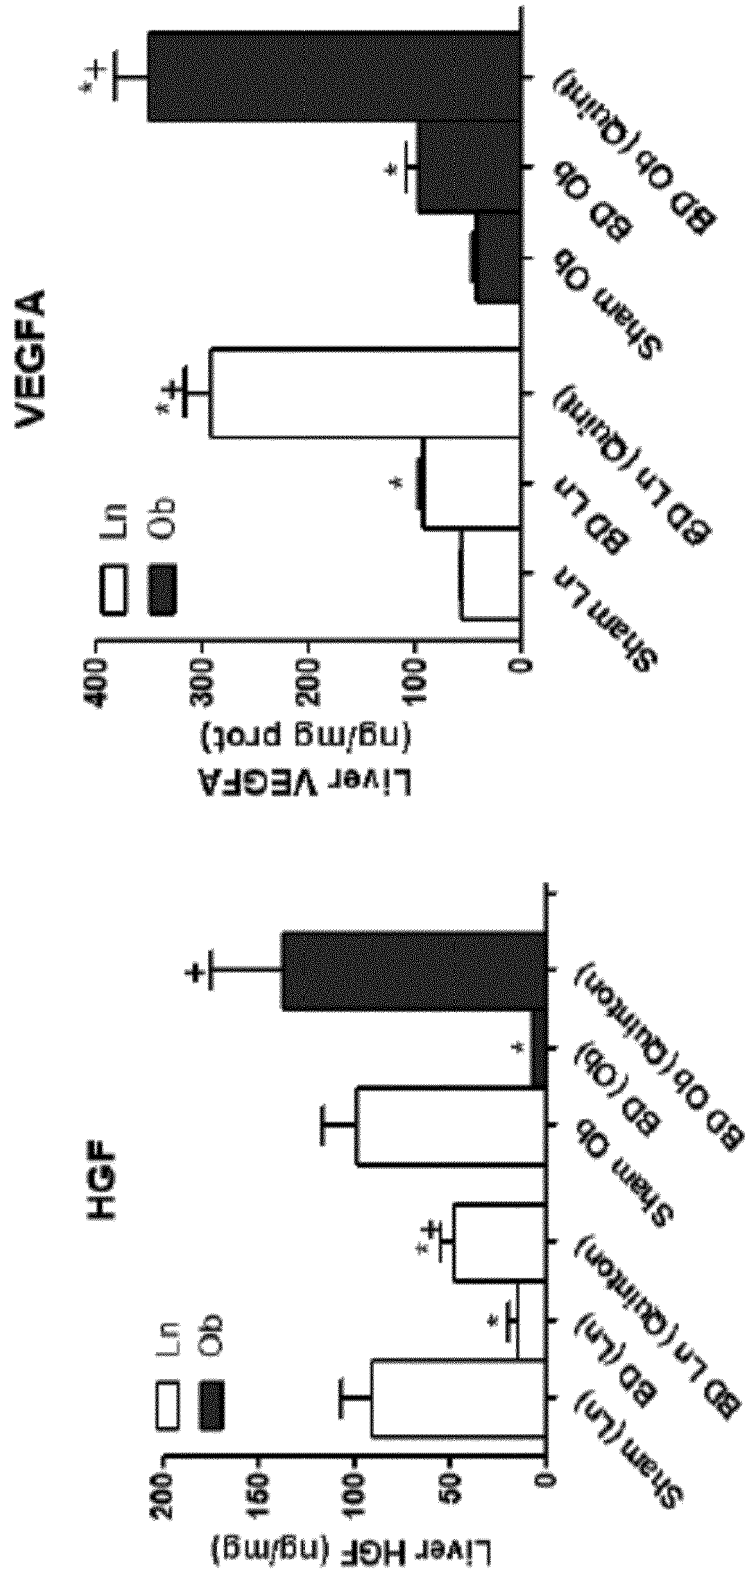 HGF
Ln
Ob
Liver HGF (ng/mg)
200
150
100
50
0
*
*+
*
+
Sham (Ln)
BD (Ln)
BD Ln (Quinton)
Sham Ob
BD (Ob)
BD Ob (Quinton)
VEGFA
Ln
Ob
Liver VEGFA
(ng/mg prot)
400
300
200
100
0
*
*+
*
*+
Sham Ln
BD Ln
BD Ln (Quint)
Sham Ob
BD Ob
BD Ob (Quint)